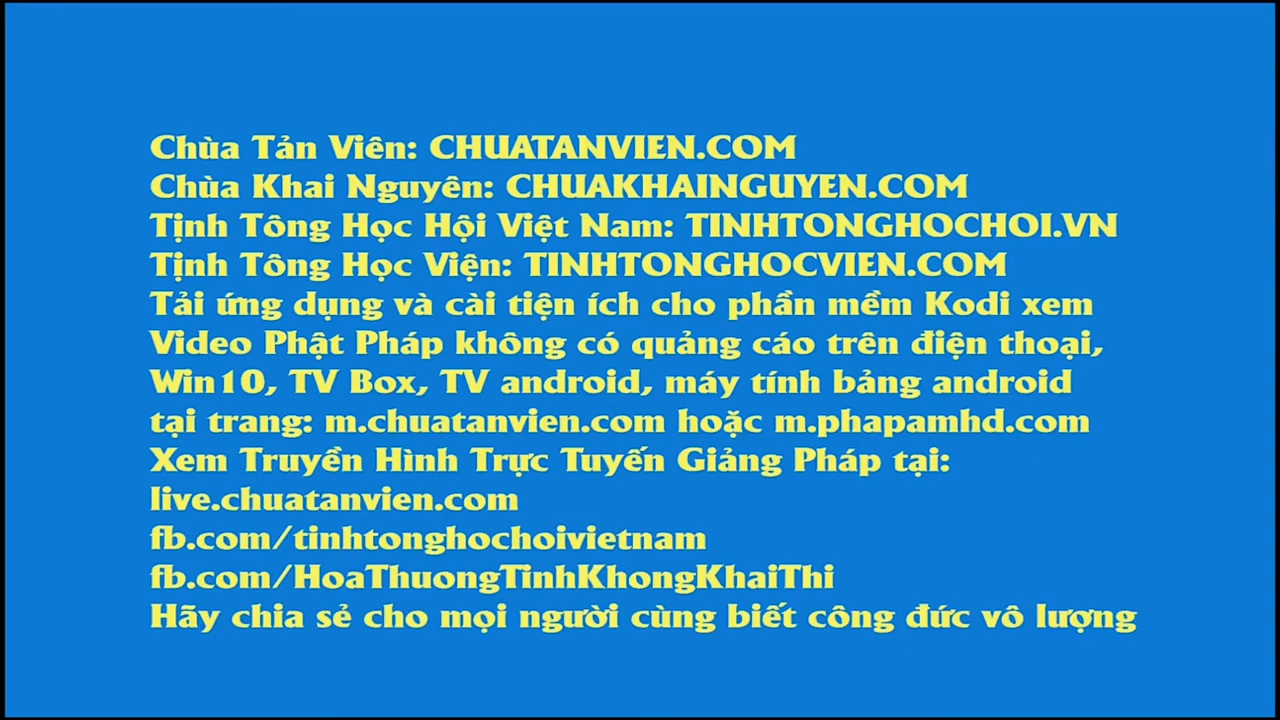 Chùa Tản Viên: CHUATANVIEN.COM
Chùa Khai Nguyên: CHUAKHAINGUYEN.COM
Tịnh Tông Học Hội Việt Nam: TINHTONGHOCHOI.VN
Tịnh Tông Học Viện: TINHTONGHOCVIEN.COM
Tải ứng dụng và cài tiện ích cho phần mềm Kodi xem
Video Phật Pháp không có quảng cáo trên điện thoại,
Win10, TV Box, TV android, máy tính bảng android
tại trang: m.chuatanvien.com hoặc m.phapamhd.com
Xem Truyền Hình Trực Tuyến Giảng Pháp tại:
live.chuatanvien.com
fb.com/tinhtonghochoivietnam
fb.com/HoaThuongTinhKhongKhaiThi
Hãy chia sẻ cho mọi người cùng biết công đức vô lượng